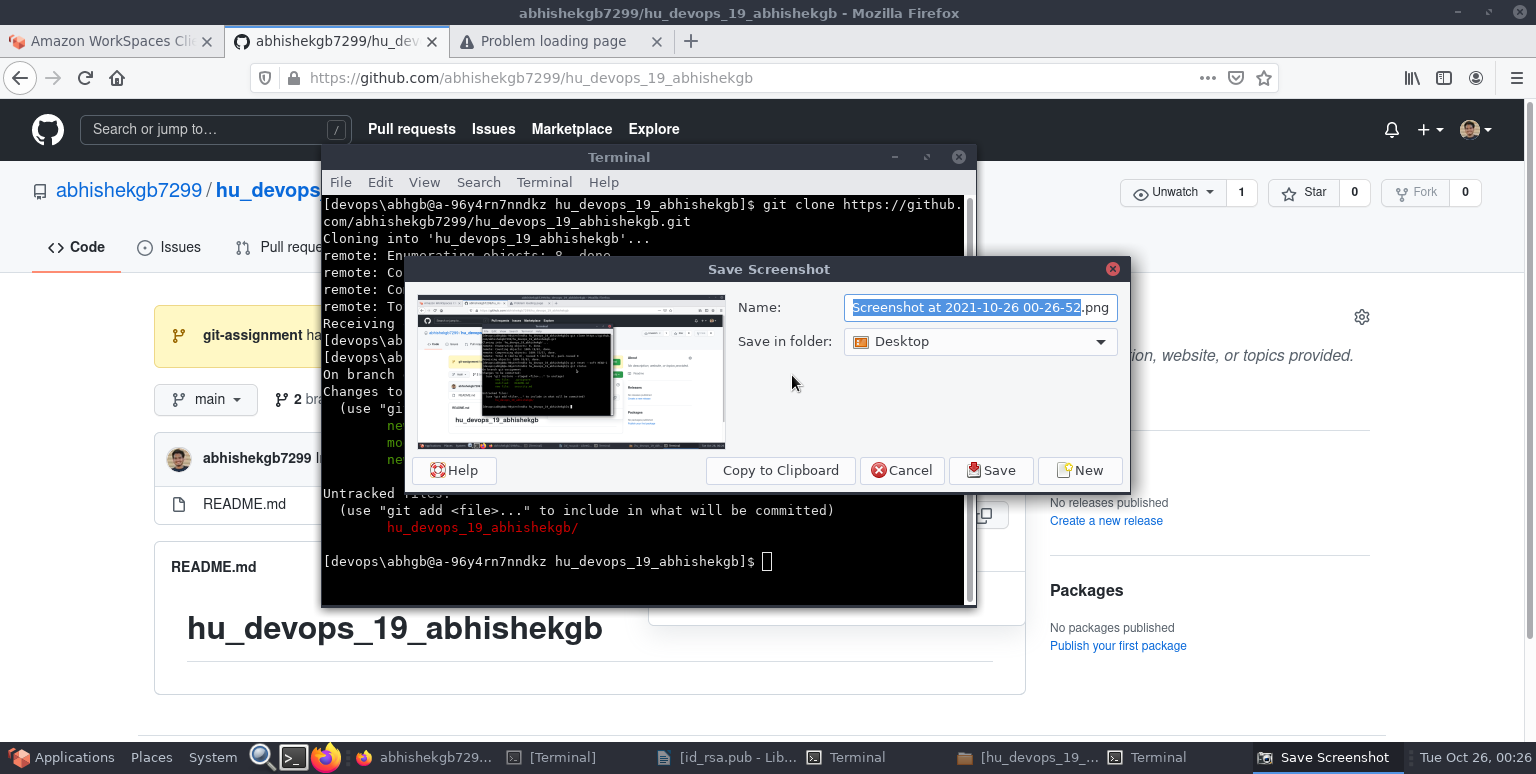 abhishekgb7299/hu_devops_19_abhishekgb - Mozilla Firefox
Amazon WorkSpaces Clie
abhishekgb7299/hu_dev
Problem loading page
https://github.com/abhishekgb7299/hu_devops_19_abhishekgb
Search or jump to…
/
Pull requests
Issues
Marketplace
Explore
abhishekgb7299 / hu_devops_
Unwatch
1
Star
0
Fork
0
Code
Issues
Pull reque
git-assignment ha
main
2 bra
abhishekgb7299 I
README.md
README.md
hu_devops_19_abhishekgb
Terminal
File Edit View Search Terminal Help
[devops\abhgb@a-96y4rn7nndkz hu_devops_19_abhishekgb]$ git clone https://github.
com/abhishekgb7299/hu_devops_19_abhishekgb.git
Cloning into 'hu_devops_19_abhishekgb'...
remote: Enumerating objects: 8, done.
remote: Co
remote: Co
remote: To
Receiving
[devops\ab
[devops\ab
On branch
Changes to
(use "gi
ne
mo
ne
Untracked files:
(use "git add <file>..." to include in what will be committed)
hu_devops_19_abhishekgb/
[devops\abhgb@a-96y4rn7nndkz hu_devops_19_abhishekgb]$
Save Screenshot
Name:
Screenshot at 2021-10-26 00-26-52.png
Save in folder:
Desktop
hu_devops_19_abhishekgb
Help
Copy to Clipboard
Cancel
Save
New
tion, website, or topics provided.
No releases published
Create a new release
Packages
No packages published
Publish your first package
Applications Places System
abhishekgb729...
[Terminal]
[id_rsa.pub - Lib...
Terminal
[hu_devops_19_...
Terminal
Save Screenshot
Tue Oct 26, 00:26